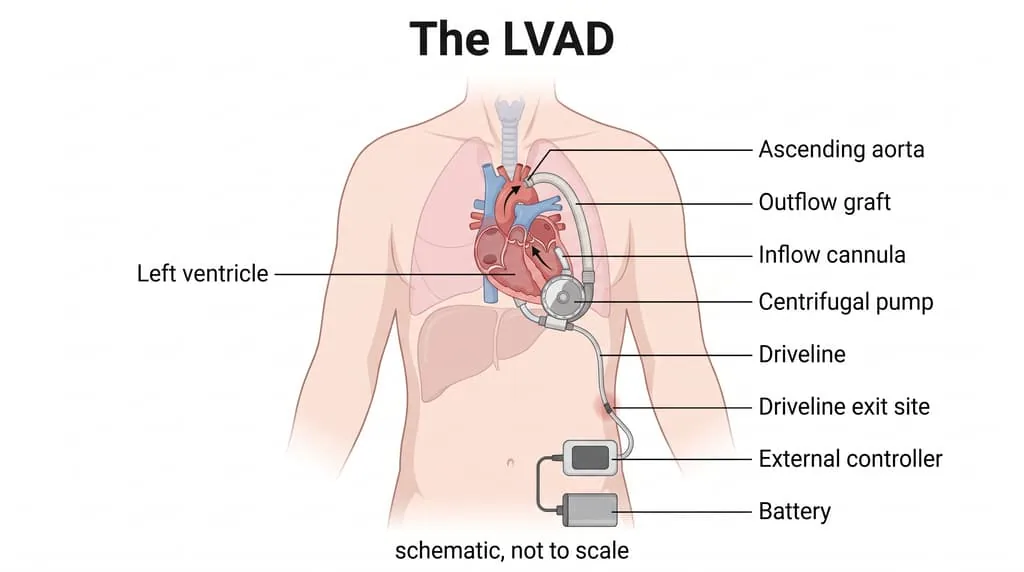 The LVAD
Ascending aorta
Outflow graft
Inflow cannula
Left ventricle
Centrifugal pump
Driveline
Driveline exit site
External controller
Battery
schematic, not to scale